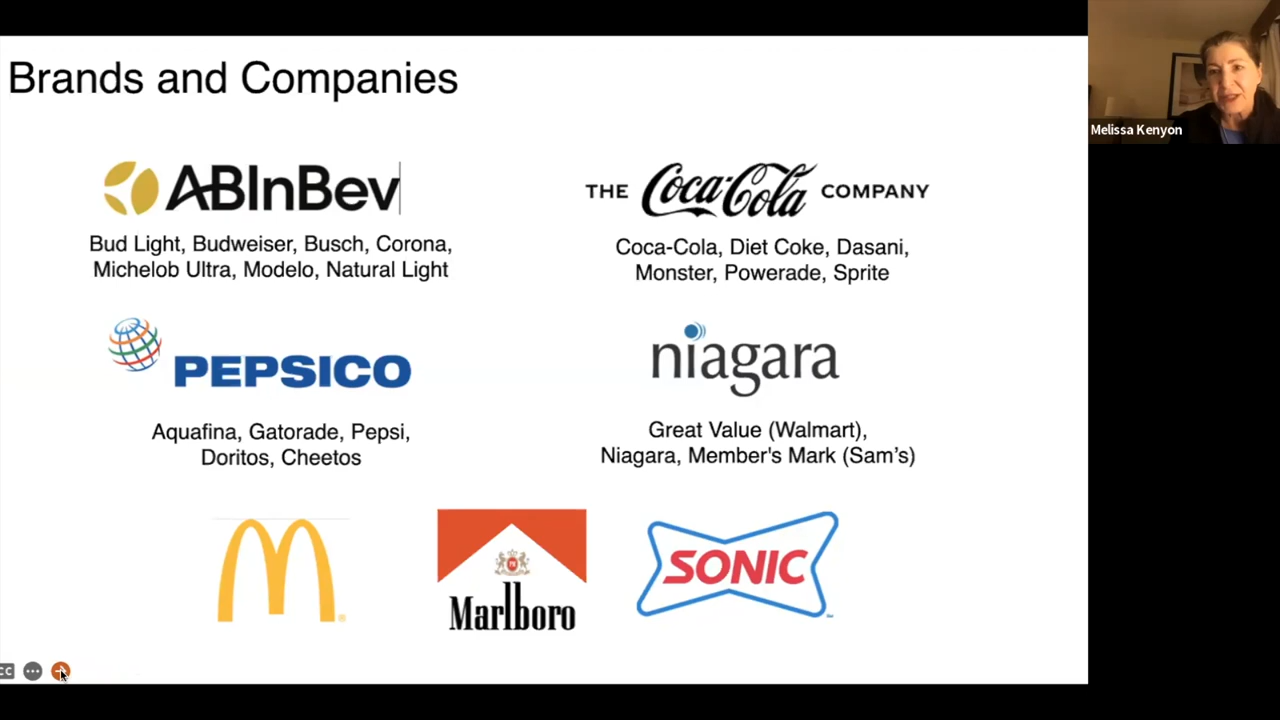 Brands and Companies
ABInBev
Bud Light, Budweiser, Busch, Corona,
Michelob Ultra, Modelo, Natural Light
THE Coca-Cola COMPANY
Coca-Cola, Diet Coke, Dasani,
Monster, Powerade, Sprite
PEPSICO
Aquafina, Gatorade, Pepsi,
Doritos, Cheetos
niagara
Great Value (Walmart),
Niagara, Member's Mark (Sam’s)
Marlboro
SONIC
CC
Melissa Kenyon